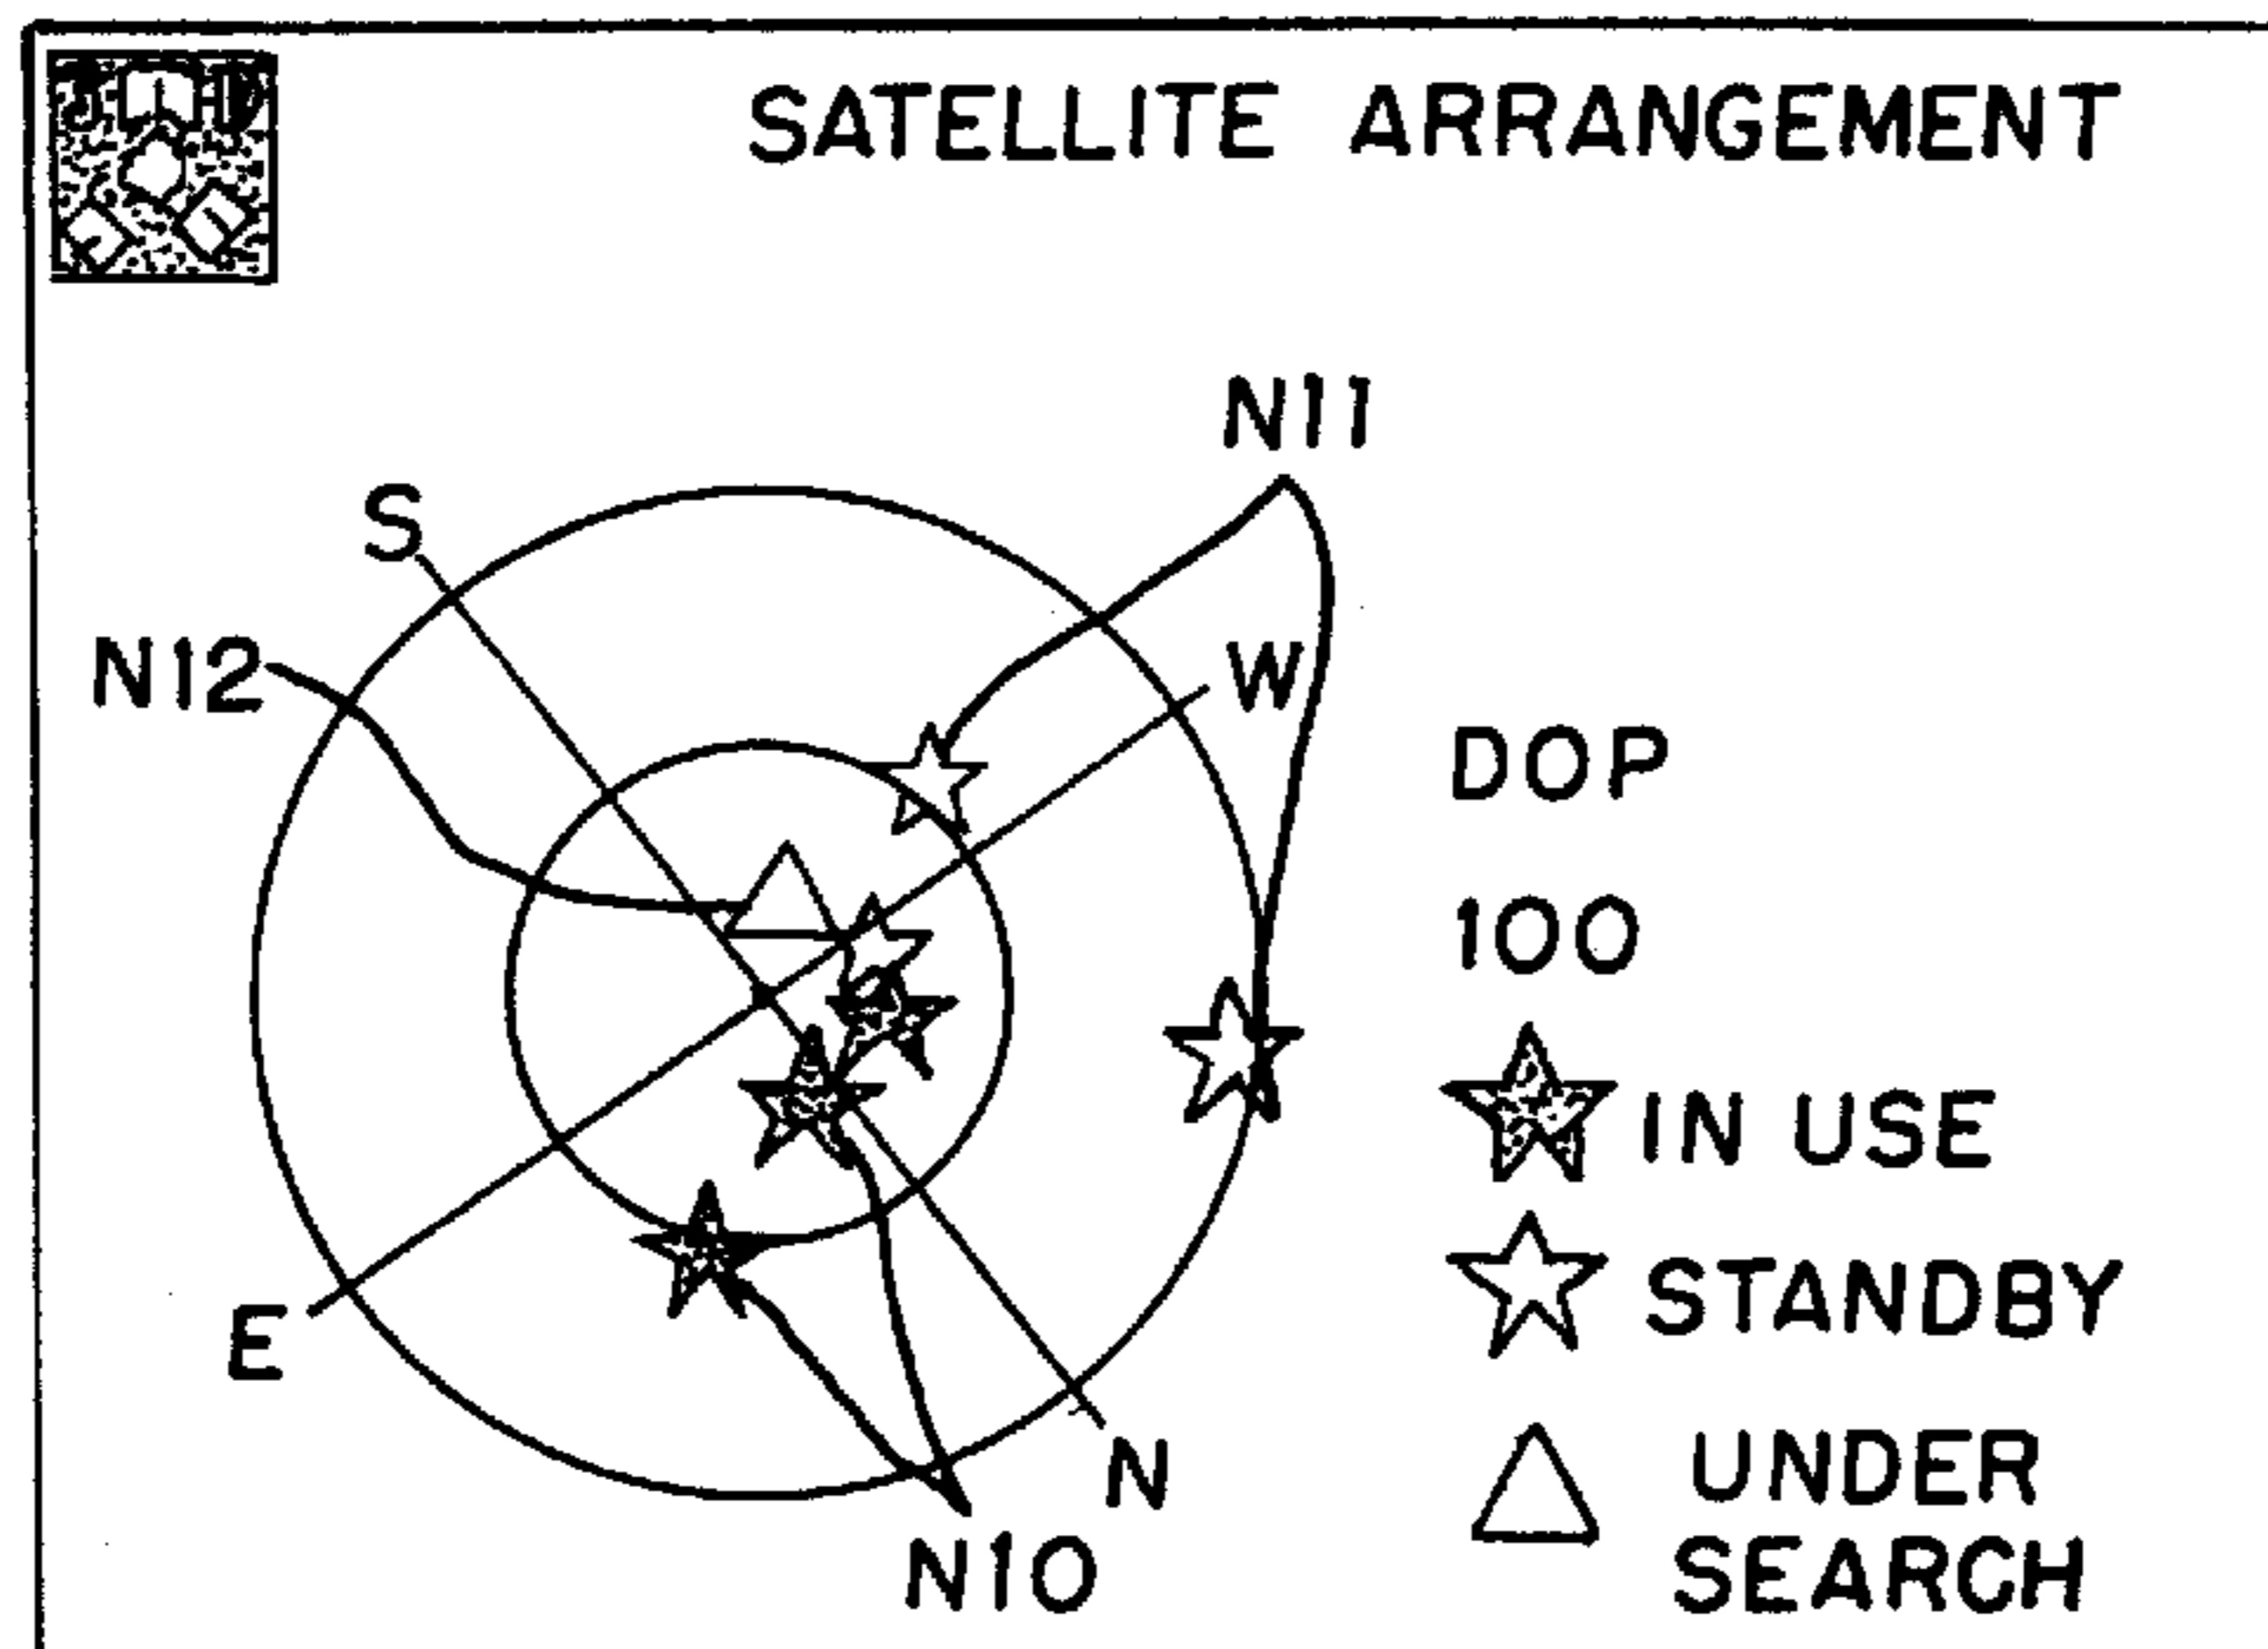 SATELLITE ARRANGEMENT
N11
S
N12
W
DOP
100
IN USE
STANDBY
E
N
UNDER
SEARCH
N10